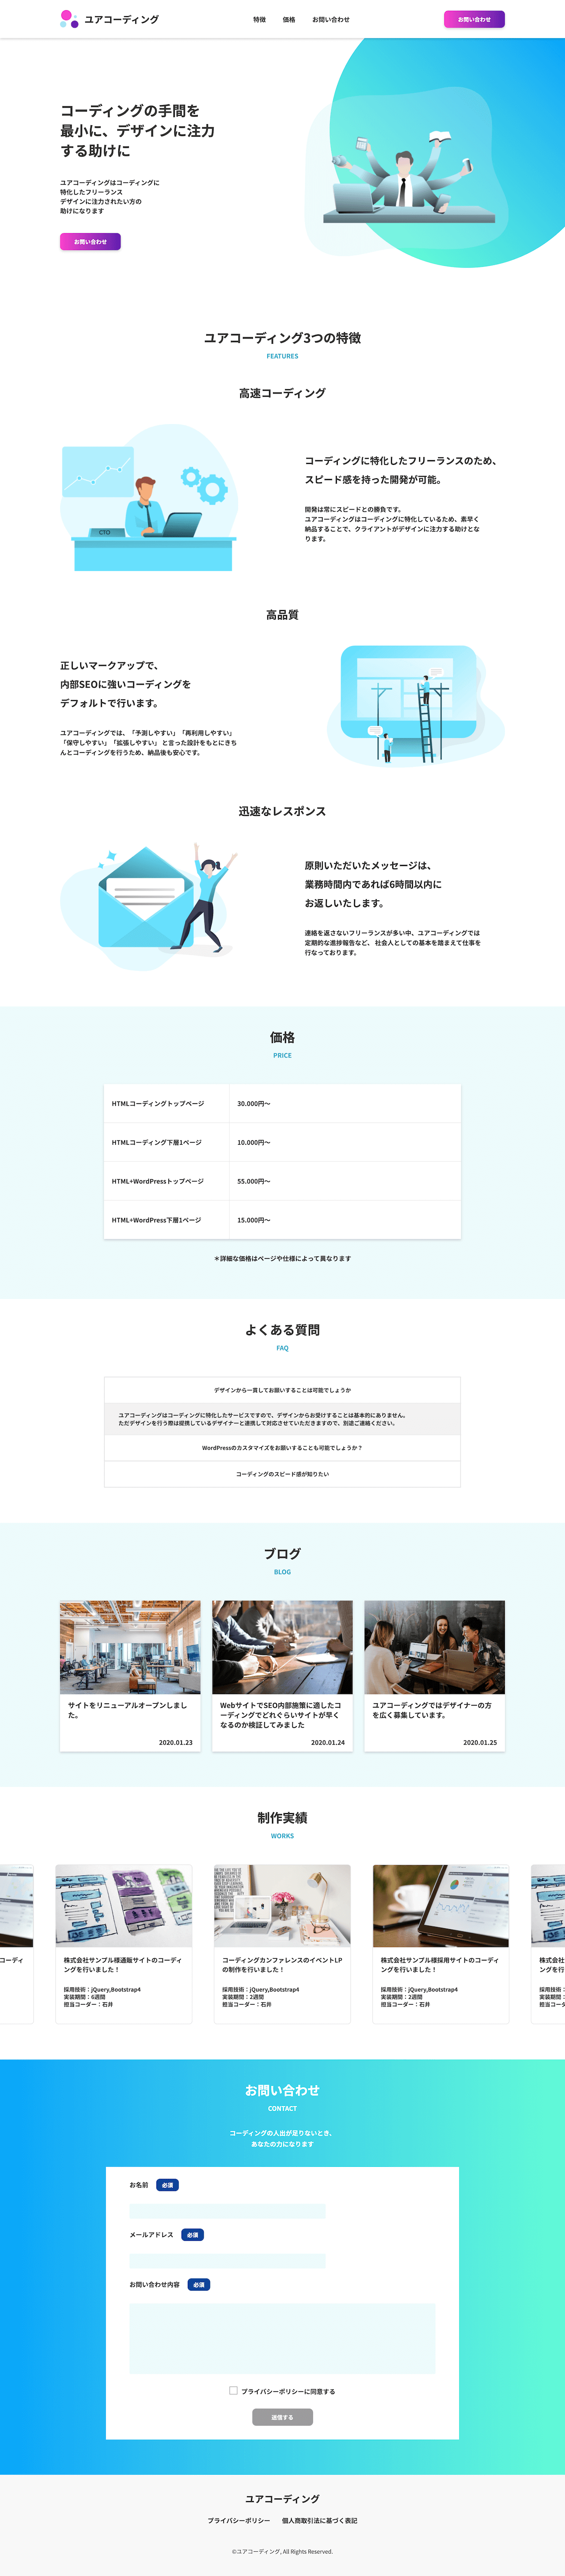 ユアコーディング
特徴
価格
お問い合わせ
お問い合わせ
コーディングの手間を
最小に、デザインに注力
する助けに
ユアコーディングはコーディングに
特化したフリーランス
デザインに注力されたい方の
助けになります
お問い合わせ
ユアコーディング3つの特徴
FEATURES
高速コーディング
CTO
コーディングに特化したフリーランスのため、
スピード感を持った開発が可能。
開発は常にスピードとの勝負です。
ユアコーディングはコーディングに特化しているため、素早く
納品することで、クライアントがデザインに注力する助けとな
ります。
高品質
正しいマークアップで、
内部SEOに強いコーディングを
デフォルトで行います。
ユアコーディングでは、「予測しやすい」「再利用しやすい」
「保守しやすい」「拡張しやすい」 と言った設計をもとにきち
んとコーディングを行うため、納品後も安心です。
迅速なレスポンス
原則いただいたメッセージは、
業務時間内であれば6時間以内に
お返しいたします。
連絡を返さないフリーランスが多い中、ユアコーディングでは
定期的な進捗報告など、 社会人としての基本を踏まえて仕事を
行なっております。
価格
PRICE
HTMLコーディングトップページ
30.000円〜
HTMLコーディング下層1ページ
10.000円〜
HTML+WordPressトップページ
55.000円〜
HTML+WordPress下層1ページ
15.000円〜
＊詳細な価格はページや仕様によって異なります
よくある質問
FAQ
デザインから一貫してお願いすることは可能でしょうか
ユアコーディングはコーディングに特化したサービスですので、デザインからお受けすることは基本的にありません。
ただデザインを行う際は提携しているデザイナーと連携して対応させていただきますので、別途ご連絡ください。
WordPressのカスタマイズをお願いすることも可能でしょうか？
コーディングのスピード感が知りたい
ブログ
BLOG
サイトをリニューアルオープンしまし
た。
2020.01.23
WebサイトでSEO内部施策に適したコ
ーディングでどれぐらいサイトが早く
なるのか検証してみました
2020.01.24
ユアコーディングではデザイナーの方
を広く募集しています。
2020.01.25
制作実績
WORKS
コーディ
株式会社サンプル様通販サイトのコーディ
ングを行いました！
採用技術：jQuery,Bootstrap4
実装期間：6週間
担当コーダー：石井
コーディングカンファレンスのイベントLP
の制作を行いました！
採用技術：jQuery,Bootstrap4
実装期間：2週間
担当コーダー：石井
株式会社サンプル様採用サイトのコーディ
ングを行いました！
採用技術：jQuery,Bootstrap4
実装期間：2週間
担当コーダー：石井
株式会社
ングを行
採用技術：
実装期間：
担当コーダ
お問い合わせ
CONTACT
コーディングの人出が足りないとき、
あなたの力になります
お名前
必須
メールアドレス
必須
お問い合わせ内容
必須
プライバシーポリシーに同意する
送信する
ユアコーディング
プライバシーポリシー
個人商取引法に基づく表記
©ユアコーディング, All Rights Reserved.